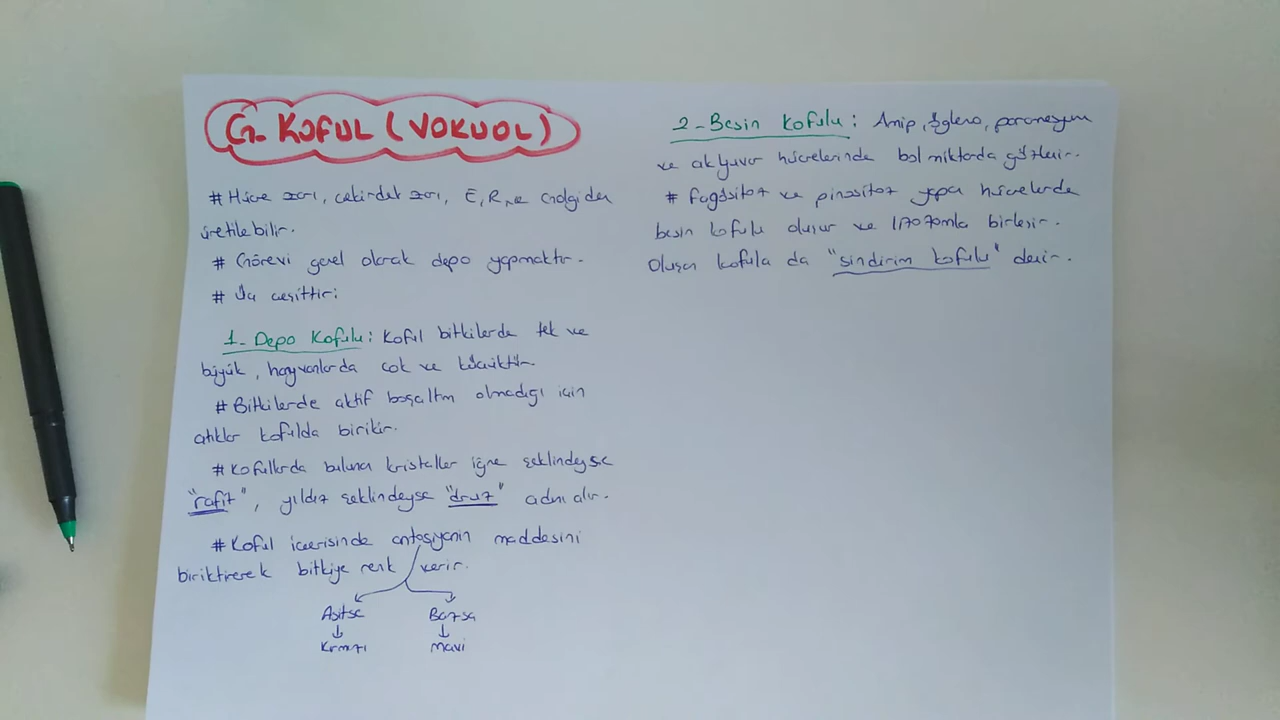 G. KOFUL (VOKUOL)
# Hücre zarı, çekirdek zarı, E.R ve Golgiden
üretilebilir.
# Görevi genel olarak depo yapmaktır.
# Üç çeşittir:
1- Depo Kofulu: Koful bitkilerde tek ve
büyük, hayvanlarda çok ve küçüktür.
# Bitkilerde aktif boşaltım olmadığı için
atıklar kofulda birikir.
# Kofullarda bulunan kristaller iğne şeklindeyse
"rafit", yıldız şeklindeyse "druz" adını alır.
# Koful içerisinde antosiyanin maddesini
biriktirerek bitkiye renk verir.
Asitse Bazsa
↓ ↓
Kırmızı Mavi
2- Besin Kofulu: Amip, öglena, paramesyum
ve akyuvar hücrelerinde bol miktarda gözlenir.
# Fagositoz ve pinositoz yapan hücrelerde
besin kofulu oluşur ve lizozomla birleşir.
Oluşan kofula da "sindirim kofulu" denir.